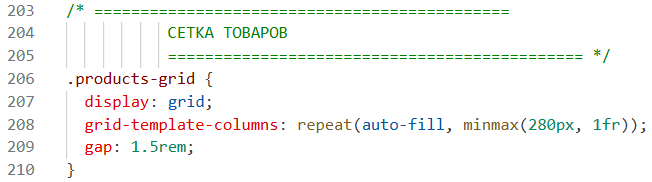 203 /* =============================================
204 СЕТКА ТОВАРОВ
205 ============================================= */
206 .products-grid {
207 display: grid;
208 grid-template-columns: repeat(auto-fill, minmax(280px, 1fr));
209 gap: 1.5rem;
210 }